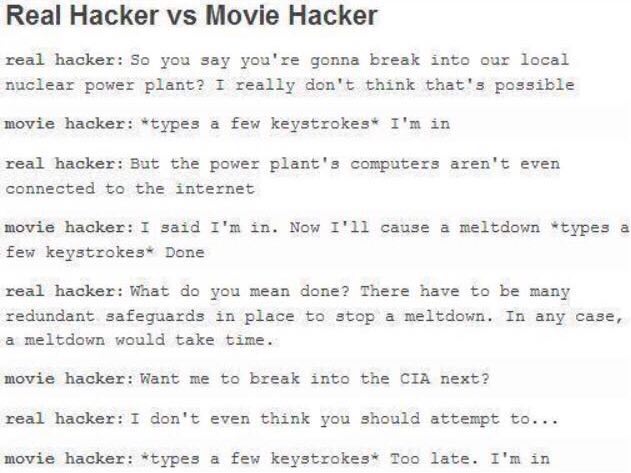 Real Hacker vs Movie Hacker
real hacker: So you say you're gonna break into our local
nuclear power plant? I really don't think that's possible
movie hacker: *types a few keystrokes* I'm in
real hacker: But the power plant's computers aren't even
connected to the internet
movie hacker: I said I'm in. Now I'll cause a meltdown *types a
few keystrokes* Done
real hacker: What do you mean done? There have to be many
redundant safeguards in place to stop a meltdown. In any case,
a meltdown would take time.
movie hacker: Want me to break into the CIA next?
real hacker: I don't even think you should attempt to...
movie hacker: *types a few keystrokes* Too late. I'm in